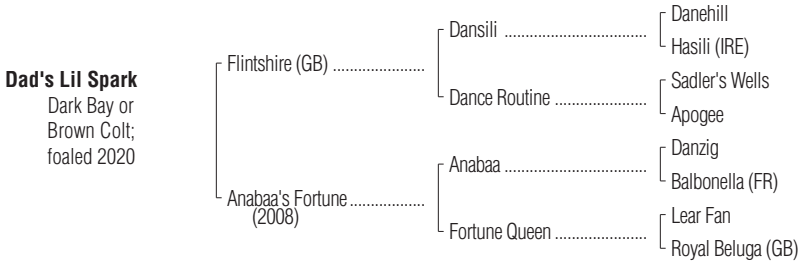 Dad's Lil Spark
Dark Bay or
Brown Colt;
foaled 2020
Flintshire (GB) ......................
Anabaa's Fortune ..................
(2008)
Dansili ..................................
Dance Routine ......................
Anabaa ..................................
Fortune Queen ......................
Danehill
Hasili (IRE)
Sadler's Wells
Apogee
Danzig
Balbonella (FR)
Lear Fan
Royal Beluga (GB)